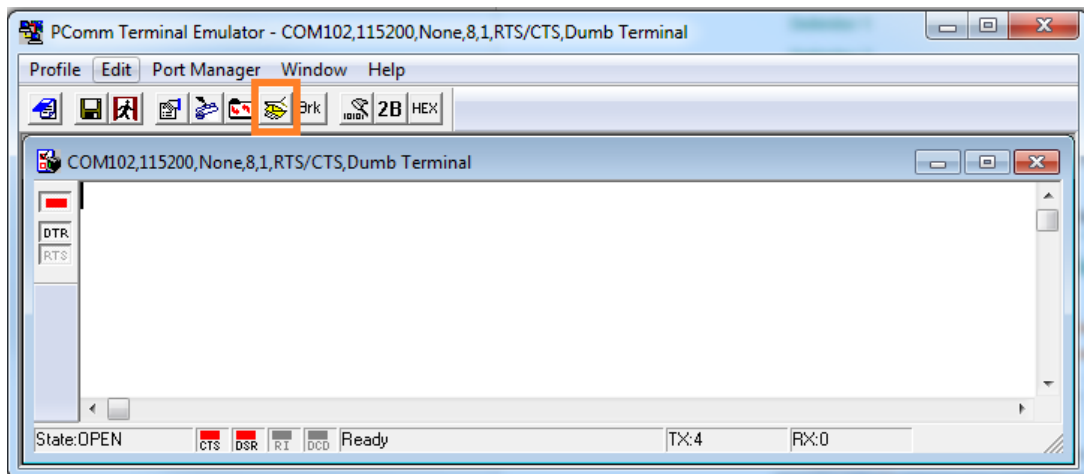 PComm Terminal Emulator - COM102,115200,None,8,1,RTS/CTS,Dumb Terminal
Profile Edit Port Manager Window Help
Brk 2B HEX
COM102,115200,None,8,1,RTS/CTS,Dumb Terminal
DTR
RTS
State:OPEN CTS DSR RI DCD Ready TX:4 RX:0